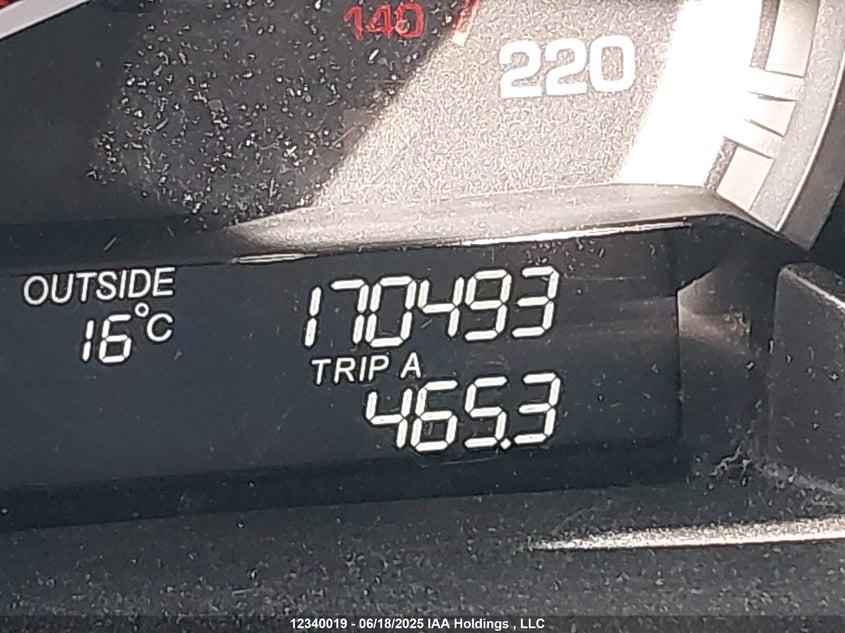 140
220
OUTSIDE
16°C
170493
TRIP A
465.3
12340019 - 06/18/2025 IAA Holdings , LLC